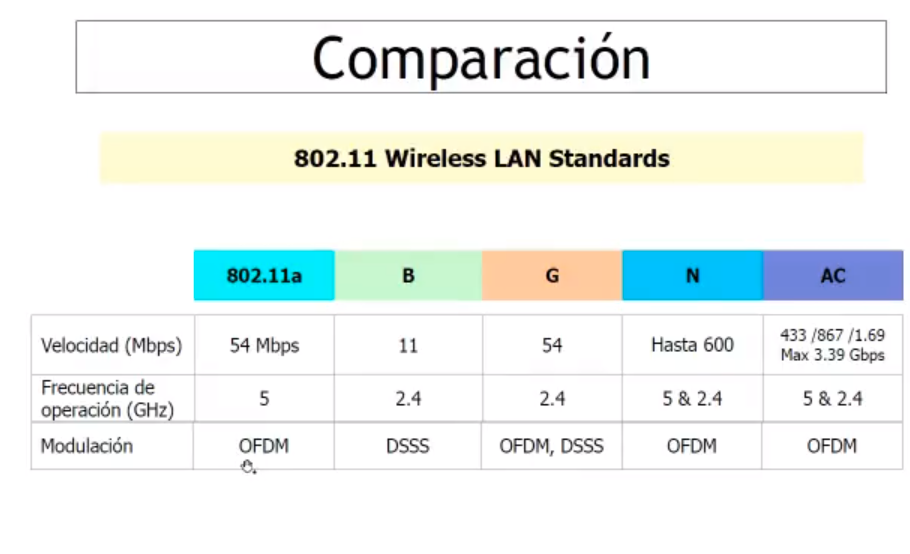 Comparación
802.11 Wireless LAN Standards
802.11a B G N AC
Velocidad (Mbps) 54 Mbps 11 54 Hasta 600 433 /867 /1.69
Max 3.39 Gbps
Frecuencia de
operación (GHz) 5 2.4 2.4 5 & 2.4 5 & 2.4
Modulación OFDM DSSS OFDM, DSSS OFDM OFDM